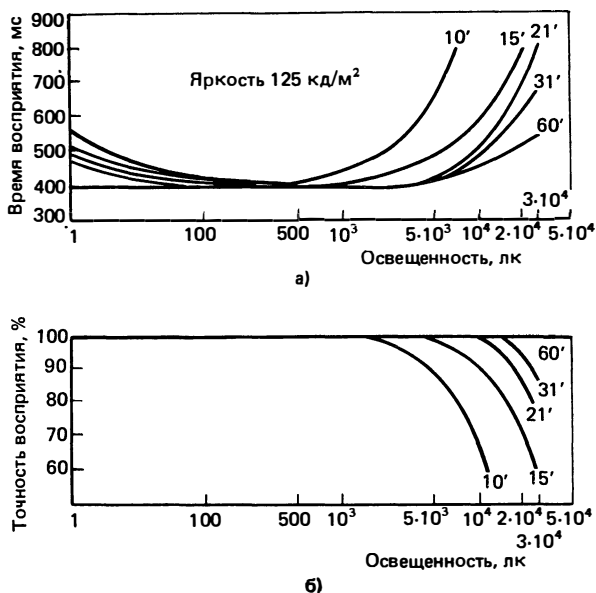 Время восприятия, мс
900
800
700
600
500
400
300
Яркость 125 кд/м²
10′
15′
21′
31′
60′
3·10⁴
1 100 500 10³ 5·10³ 10⁴ 2·10⁴ 5·10⁴
Освещенность, лк
а)
Точность восприятия, %
100
90
80
70
60
60′
31′
21′
10′ 15′
1 100 500 10³ 5·10³ 10⁴ 2·10⁴ 5·10⁴
3·10⁴
Освещенность, лк
б)